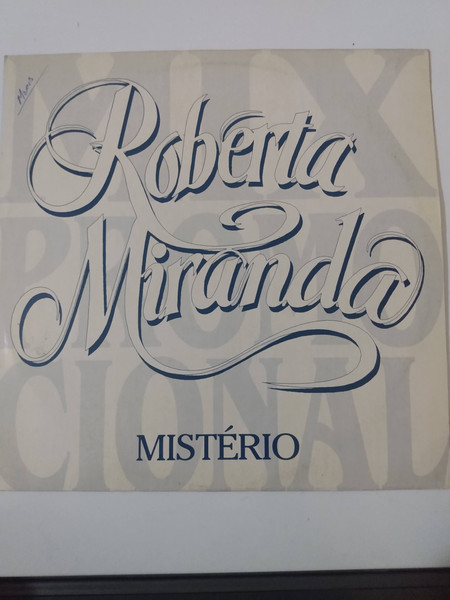 MIX
Roberta
Miranda
PROMO
CIONAL
MISTÉRIO